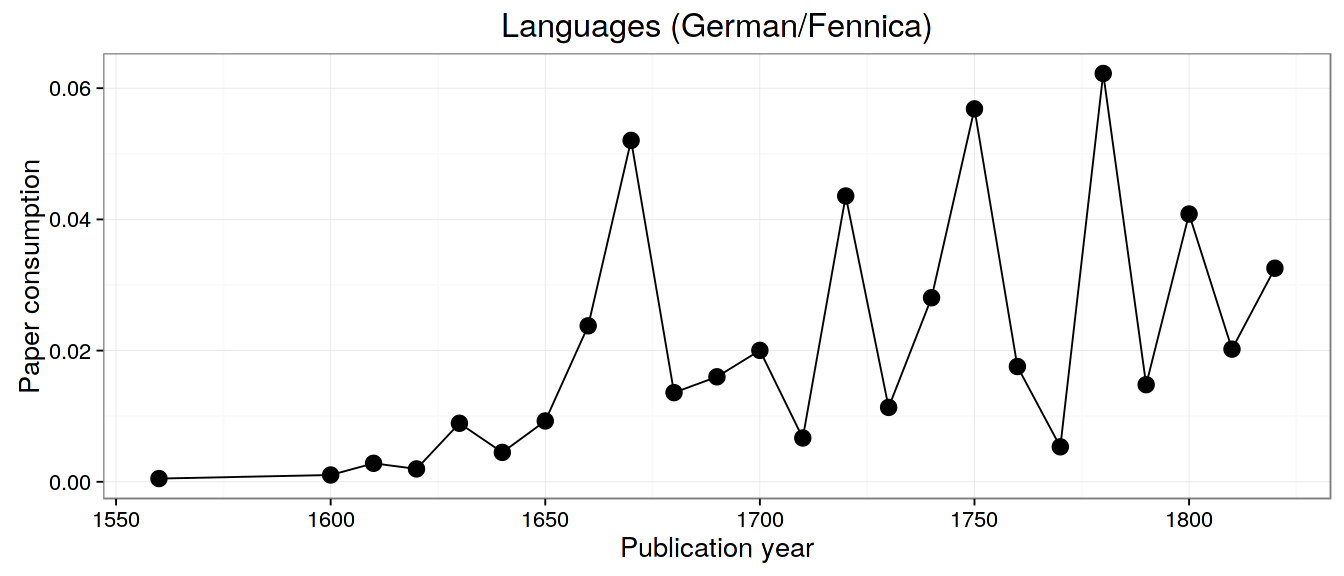 Languages (German/Fennica)
Paper consumption
0.06
0.04
0.02
0.00
1550 1600 1650 1700 1750 1800
Publication year